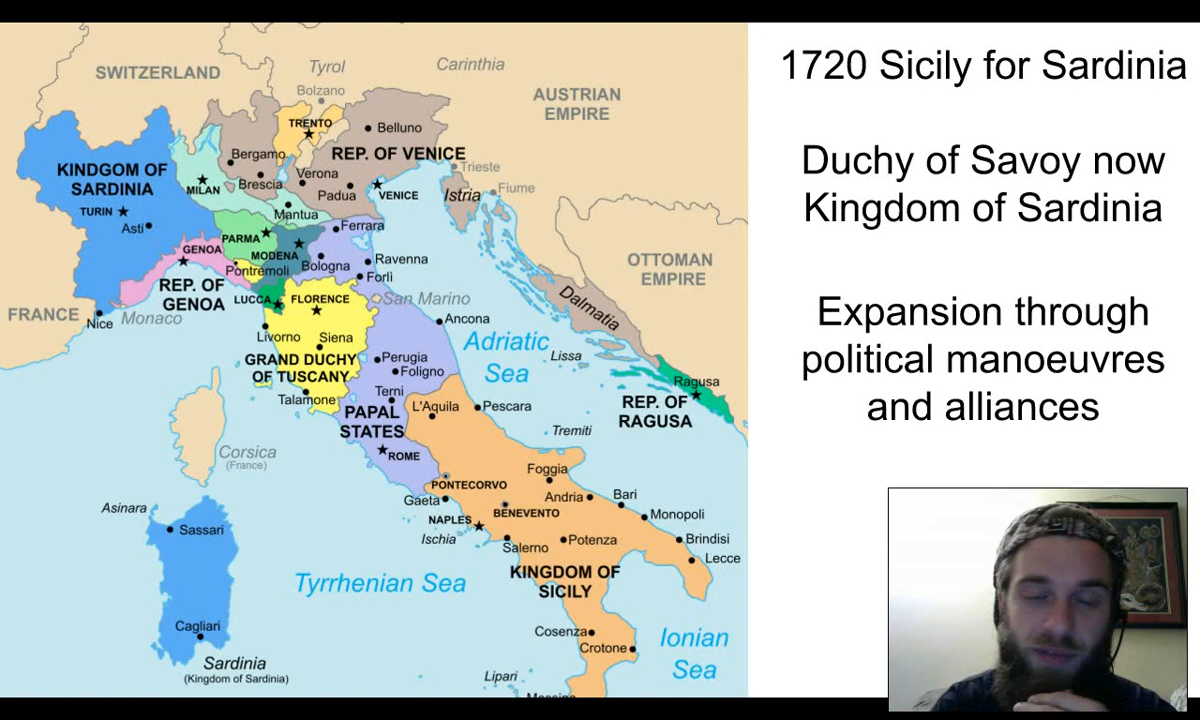 SWITZERLAND
Tyrol
Bolzano
Carinthia
AUSTRIAN
EMPIRE
TRENTO
Belluno
Bergamo
REP. OF VENICE
Trieste
KINDGOM OF
SARDINIA
MILAN
Brescia
Verona
Padua
VENICE
Istria
Fiume
TURIN
Asti
Mantua
Ferrara
PARMA
MODENA
GENOA
Pontremoli
Bologna
Ravenna
Forlì
OTTOMAN
EMPIRE
REP. OF
GENOA
LUCCA
FLORENCE
San Marino
Dalmatia
FRANCE
Nice
Monaco
Ancona
Livorno
Siena
Adriatic
Sea
Lissa
GRAND DUCHY
OF TUSCANY
Perugia
Foligno
Ragusa
Talamone
Terni
PAPAL
STATES
L'Aquila
Pescara
REP. OF
RAGUSA
Tremiti
ROME
Corsica
(France)
Foggia
PONTECORVO
Andria
Bari
Asinara
Gaeta
BENEVENTO
Monopoli
Sassari
NAPLES
Ischia
Salerno
Potenza
Brindisi
Lecce
Tyrrhenian Sea
KINGDOM OF
SICILY
Cagliari
Cosenza
Crotone
Ionian
Sea
Sardinia
(Kingdom of Sardinia)
Lipari
1720 Sicily for Sardinia
Duchy of Savoy now
Kingdom of Sardinia
Expansion through
political manoeuvres
and alliances